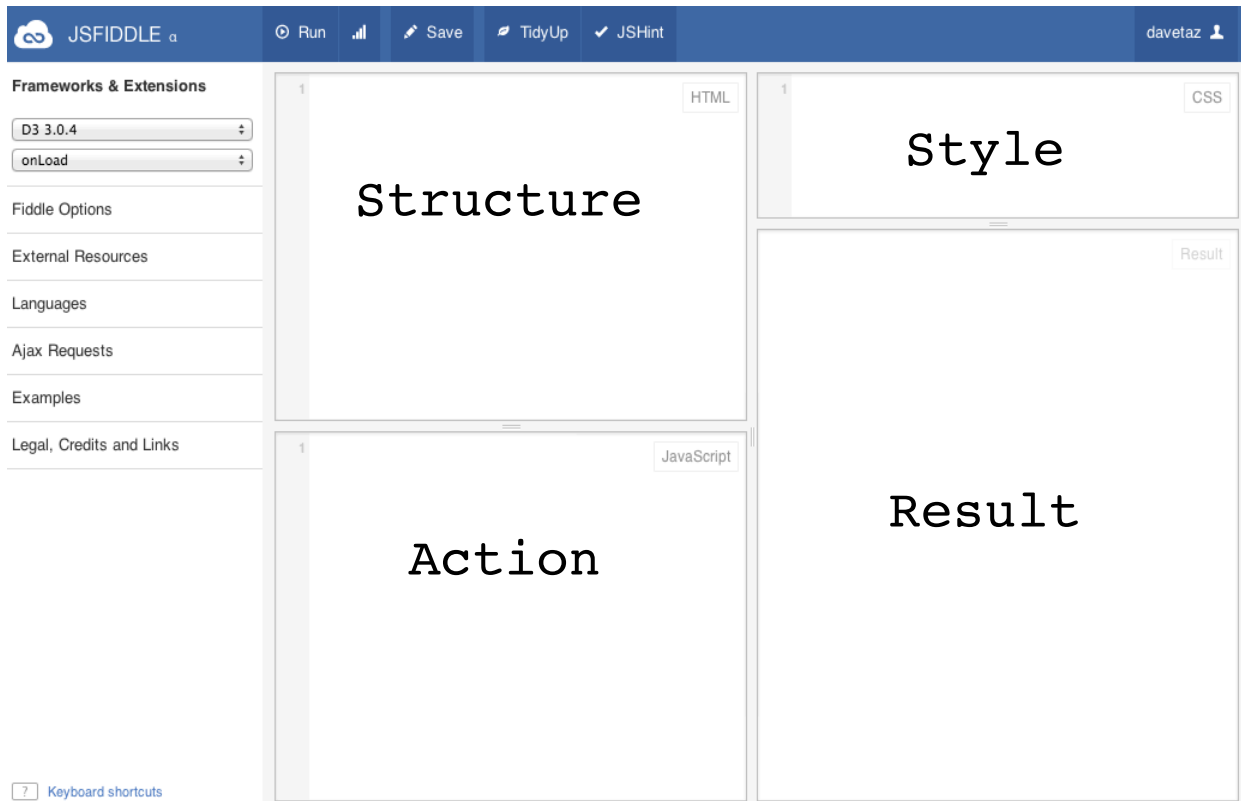 JSFIDDLE α
Run
Save
TidyUp
JSHint
davetaz
Frameworks & Extensions
D3 3.0.4
onLoad
Fiddle Options
External Resources
Languages
Ajax Requests
Examples
Legal, Credits and Links
? Keyboard shortcuts
1
HTML
Structure
1
CSS
Style
1
JavaScript
Action
Result
Result